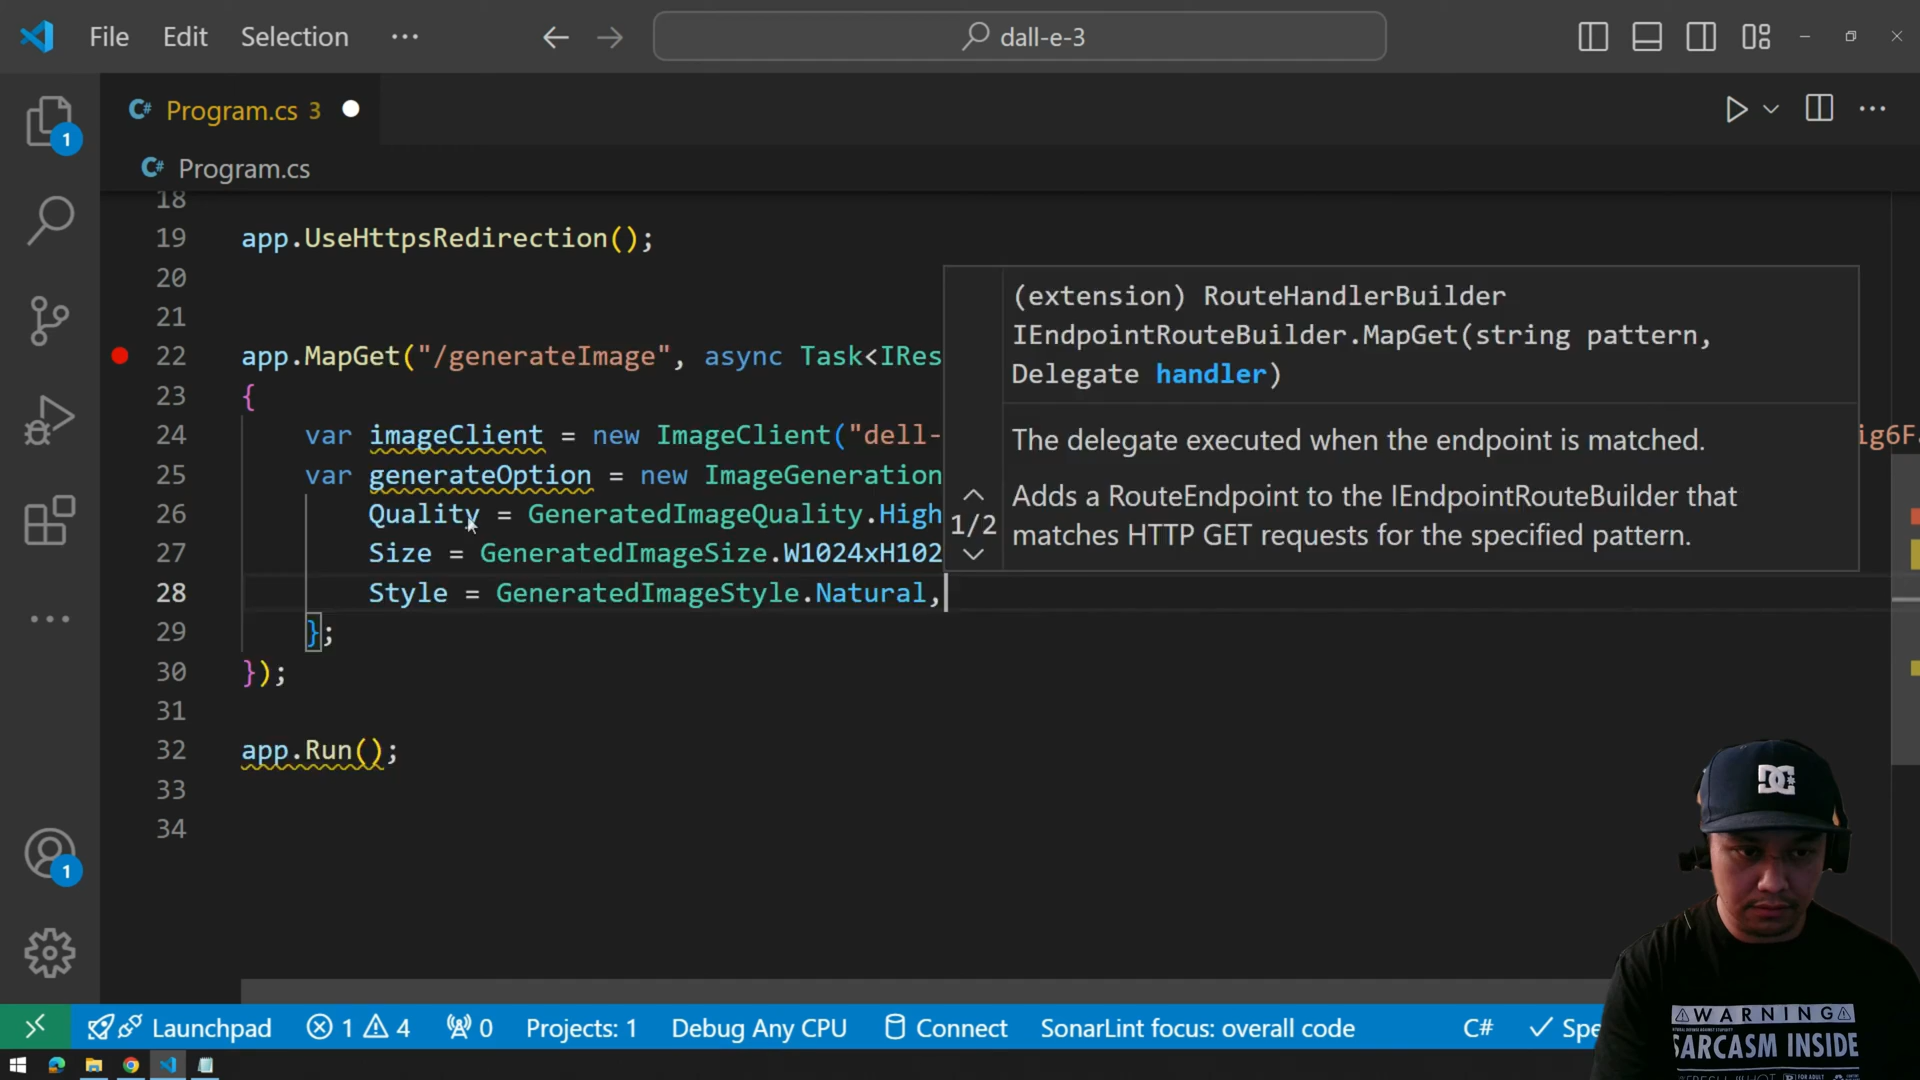 File Edit Selection ··· dall-e-3
Program.cs 3
Program.cs
18
19 app.UseHttpsRedirection();
20
21
22 app.MapGet("/generateImage", async Task<IRes
23 {
24 var imageClient = new ImageClient("dell-
25 var generateOption = new ImageGeneration
26 Quality = GeneratedImageQuality.High
27 Size = GeneratedImageSize.W1024xH102
28 Style = GeneratedImageStyle.Natural,
29 };
30 });
31
32 app.Run();
33
34
(extension) RouteHandlerBuilder
IEndpointRouteBuilder.MapGet(string pattern,
Delegate handler)
The delegate executed when the endpoint is matched.
1/2
Adds a RouteEndpoint to the IEndpointRouteBuilder that
matches HTTP GET requests for the specified pattern.
ig6F
1
1
WARNING
SARCASM INSIDE
Launchpad 1 4 0 Projects: 1 Debug Any CPU Connect SonarLint focus: overall code C# Spe